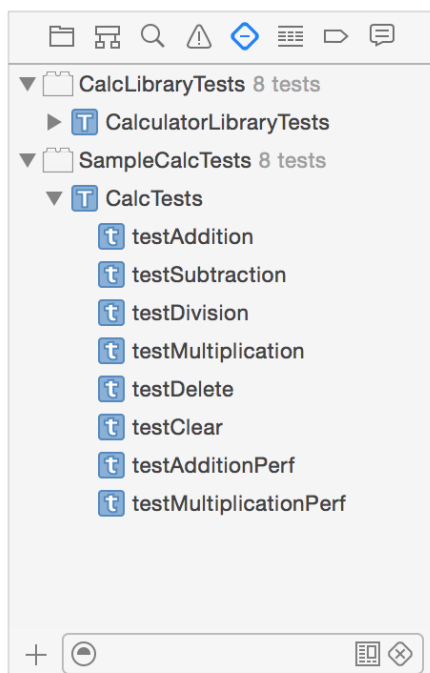 CalcLibraryTests 8 tests
T CalculatorLibraryTests
SampleCalcTests 8 tests
T CalcTests
t testAddition
t testSubtraction
t testDivision
t testMultiplication
t testDelete
t testClear
t testAdditionPerf
t testMultiplicationPerf